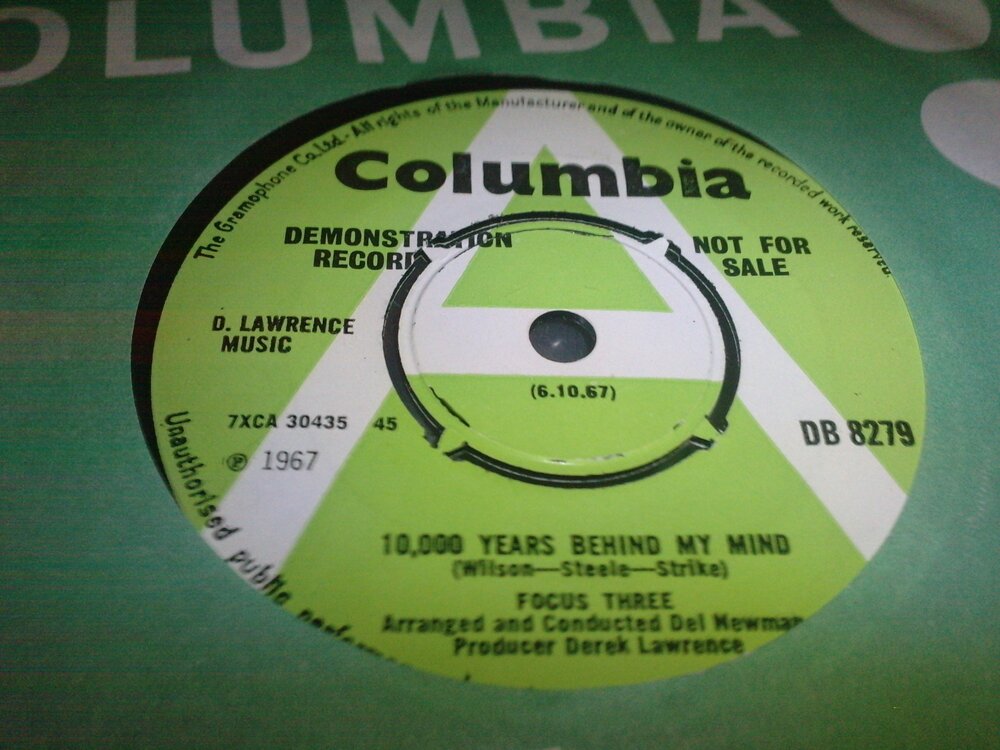 OLUMBIA
The Gramophone Co. Ltd. - All rights of the Manufacturer and of the owner of the recorded work reserved.
Columbia
DEMONSTRATION
RECORD
NOT FOR
SALE
D. LAWRENCE
MUSIC
(6.10.67)
7XCA 30435 45
℗ 1967
DB 8279
Unauthorised public
10,000 YEARS BEHIND MY MIND
(Wilson—Steele—Strike)
FOCUS THREE
Arranged and Conducted Del Newman
Producer Derek Lawrence